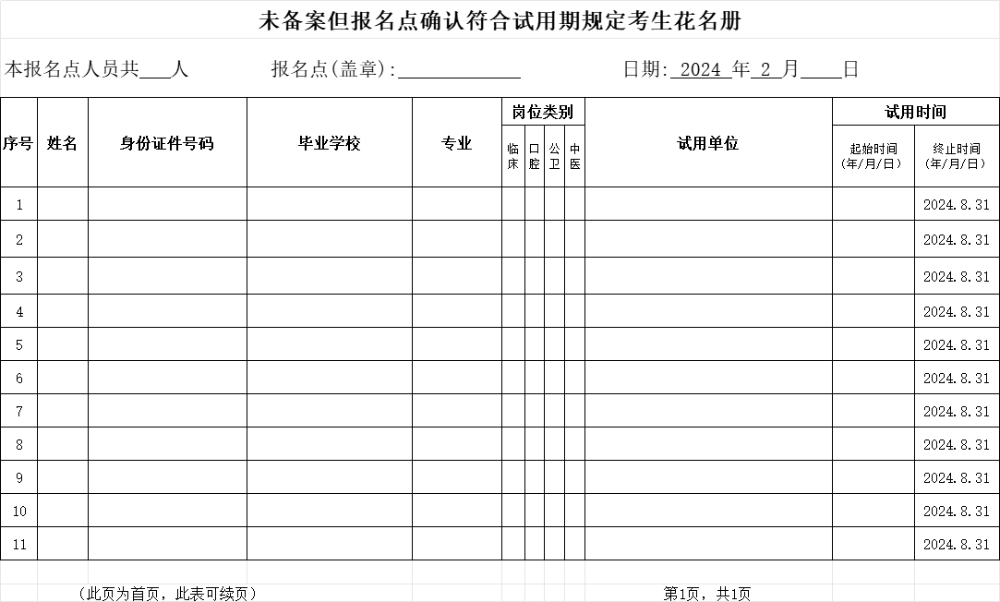 未备案但报名点确认符合试用期规定考生花名册
本报名点人员共___人 报名点(盖章):____________ 日期: 2024 年 2 月____日
序号 姓名 身份证件号码 毕业学校 专业 岗位类别 试用单位 试用时间
临床 口腔 公卫 中医 起始时间(年/月/日) 终止时间(年/月/日)
1 2024.8.31
2 2024.8.31
3 2024.8.31
4 2024.8.31
5 2024.8.31
6 2024.8.31
7 2024.8.31
8 2024.8.31
9 2024.8.31
10 2024.8.31
11 2024.8.31
(此页为首页，此表可续页) 第1页，共1页